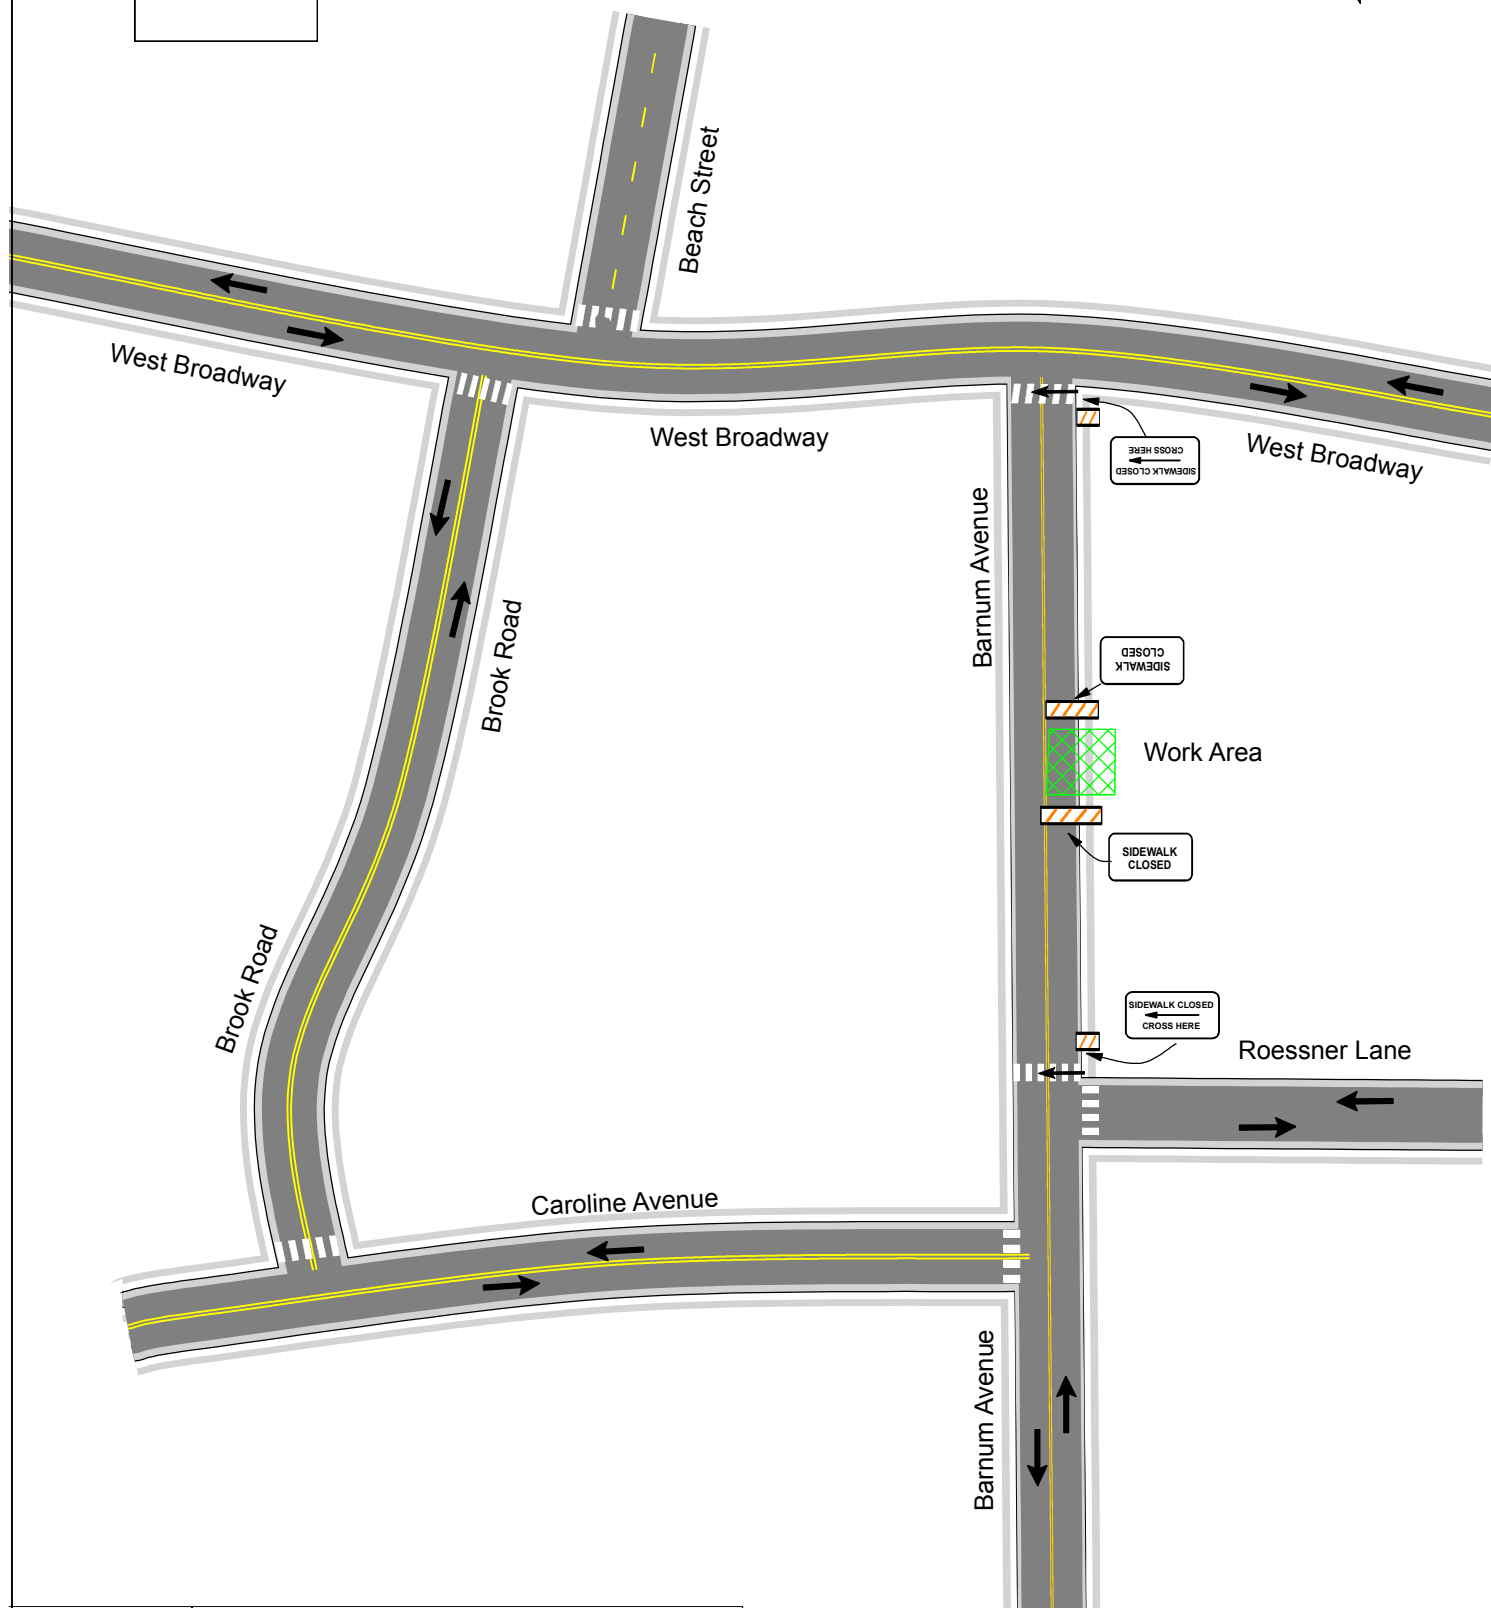 Beach Street
West Broadway
West Broadway
West Broadway
SIDEWALK CLOSED
CROSS HERE
Barnum Avenue
Brook Road
SIDEWALK
CLOSED
Work Area
SIDEWALK
CLOSED
Brook Road
SIDEWALK CLOSED
CROSS HERE
Roessner Lane
Caroline Avenue
Barnum Avenue